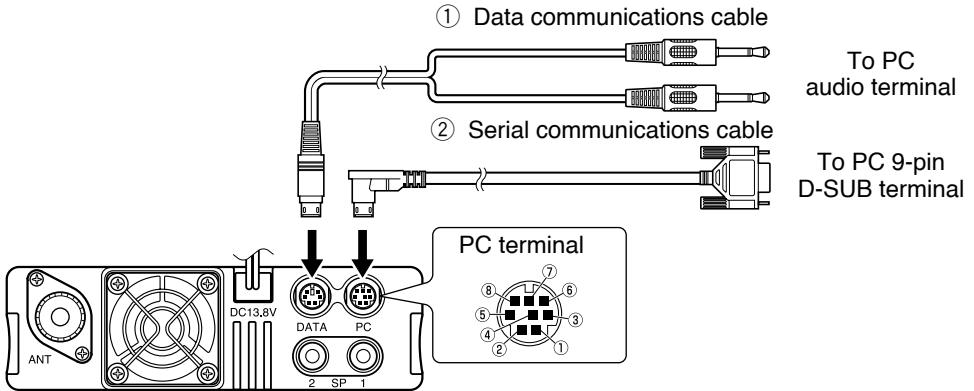 ① Data communications cable
To PC
audio terminal
② Serial communications cable
To PC 9-pin
D-SUB terminal
PC terminal
⑦
⑧ ⑥
⑤ ③
④
② ①
DC13.8V
DATA PC
ANT
2 SP 1